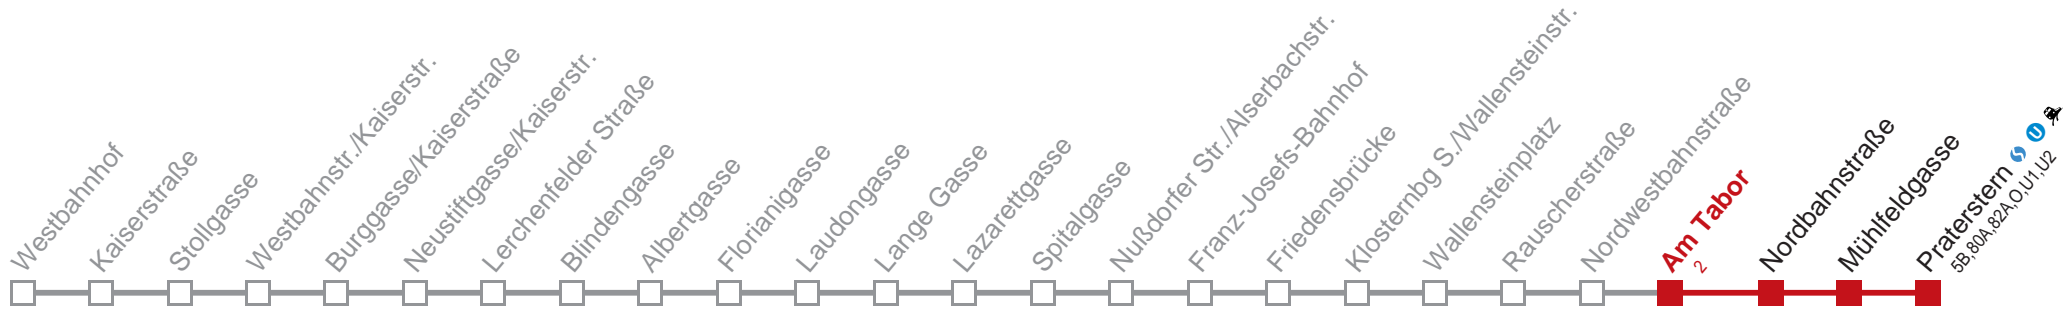 Westbahnhof
Kaiserstraße
Stollgasse
Westbahnstr./Kaiserstr.
Burggasse/Kaiserstraße
Neustiftgasse/Kaiserstr.
Lerchenfelder Straße
Blindengasse
Albertgasse
Florianigasse
Laudongasse
Lange Gasse
Lazarettgasse
Spitalgasse
Nußdorfer Str./Alserbachstr.
Franz-Josefs-Bahnhof
Friedensbrücke
Klosternbg S./Wallensteinstr.
Wallensteinplatz
Rauscherstraße
Nordwestbahnstraße
Am Tabor
2
Nordbahnstraße
Mühlfeldgasse
Praterstern S U
5B,80A,82A,O,U1,U2